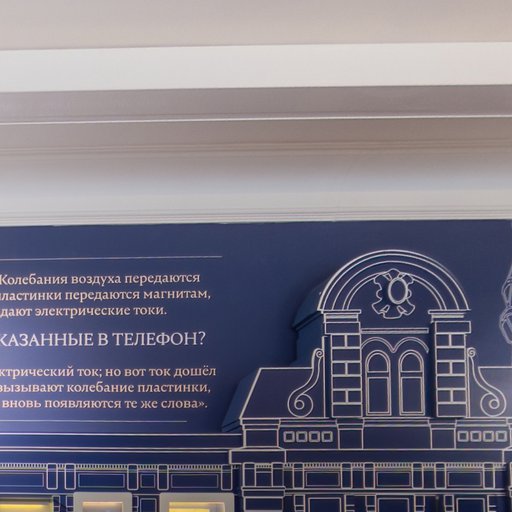 Колебания воздуха передаются
пластинки передаются магнитам,
дают электрические токи.
КАЗАННЫЕ В ТЕЛЕФОН?
ктрический ток; но вот ток дошёл
вызывают колебание пластинки,
вновь появляются те же слова».